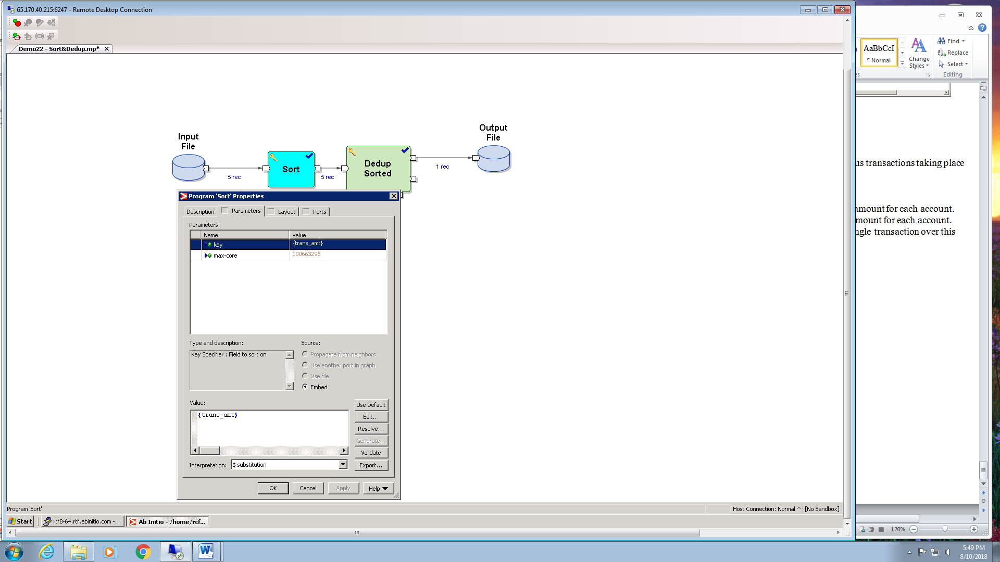 65.170.40.215:6247 - Remote Desktop Connection
Demo22 - Sort&Dedup.mp*
Input
File
5 rec
Sort
5 rec
Dedup
Sorted
1 rec
Output
File
Program 'Sort' Properties
Description
Parameters
Layout
Ports
Parameters:
Name Value
key {trans_amt}
max-core 100663296
Type and description:
Key Specifier : Field to sort on
Source:
Propagate from neighbors
Use another port in graph
Use file
Embed
Value:
{trans_amt}
Use Default
Edit...
Resolve...
Generate...
Validate
Export...
Interpretation: $ substitution
OK Cancel Apply Help
Program 'Sort'
Host Connection: Normal ^ [No Sandbox]
Start
rtf8-64.rtf.abinitio.com -...
Ab Initio - /home/rcf...
AaBbCcI
¶ Normal
Change
Styles
Find
Replace
Select
Editing
us transactions taking place
amount for each account.
mount for each account.
ngle transaction over this
120%
5:49 PM
8/10/2018